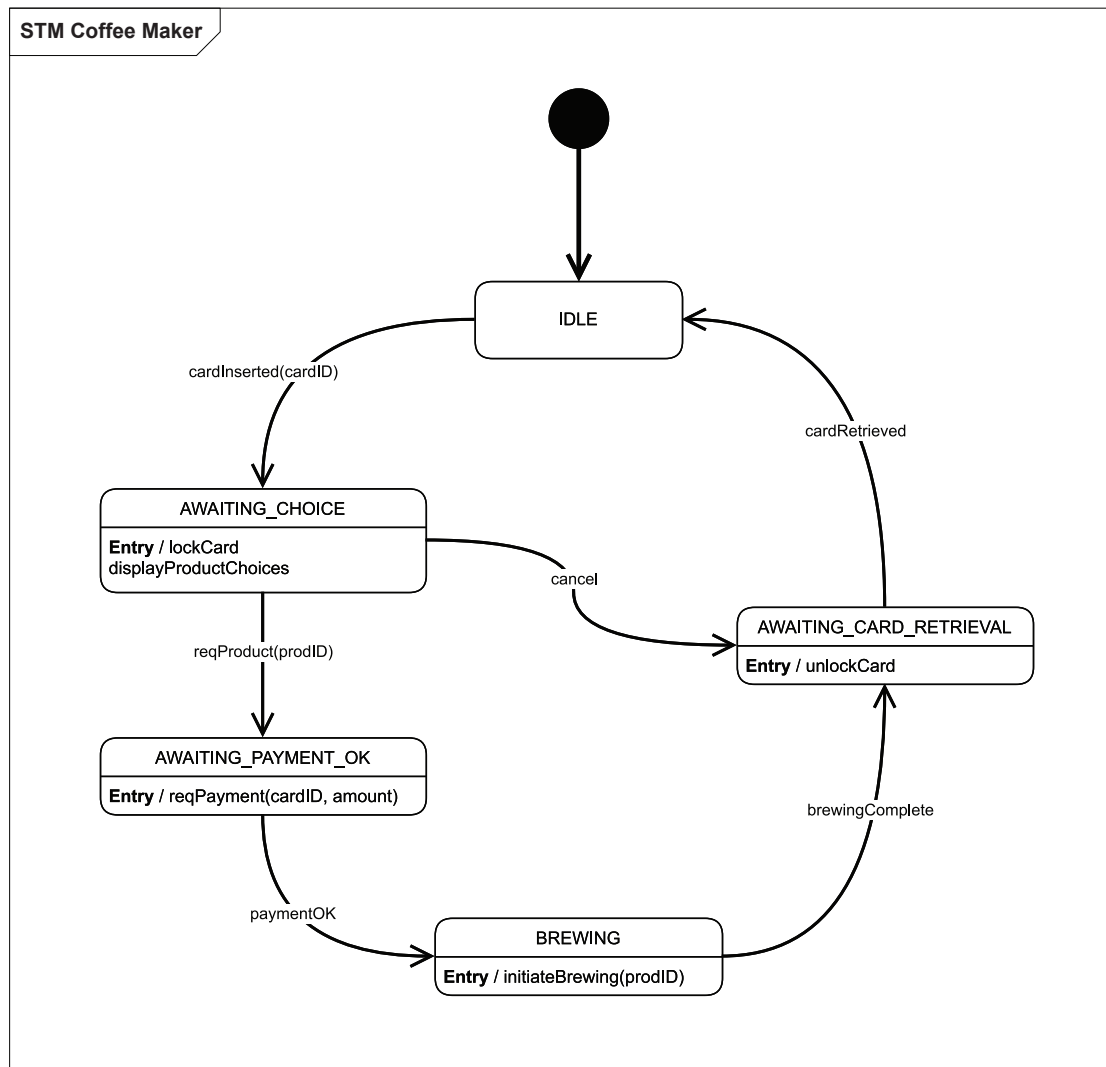 STM Coffee Maker
IDLE
cardInserted(cardID)
cardRetrieved
AWAITING_CHOICE
Entry / lockCard
displayProductChoices
cancel
AWAITING_CARD_RETRIEVAL
Entry / unlockCard
reqProduct(prodID)
AWAITING_PAYMENT_OK
Entry / reqPayment(cardID, amount)
brewingComplete
paymentOK
BREWING
Entry / initiateBrewing(prodID)